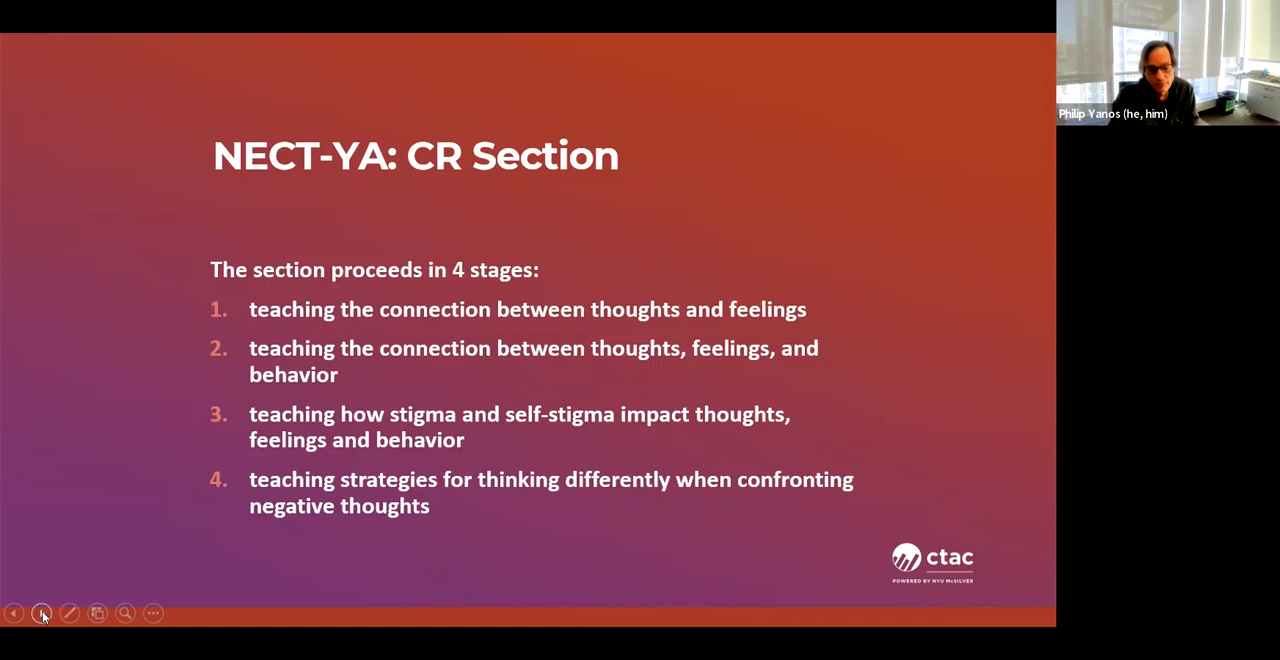 NECT-YA: CR Section
The section proceeds in 4 stages:
1. teaching the connection between thoughts and feelings
2. teaching the connection between thoughts, feelings, and
behavior
3. teaching how stigma and self-stigma impact thoughts,
feelings and behavior
4. teaching strategies for thinking differently when confronting
negative thoughts
ctac
POWERED BY NYU McSILVER
Philip Yanos (he, him)